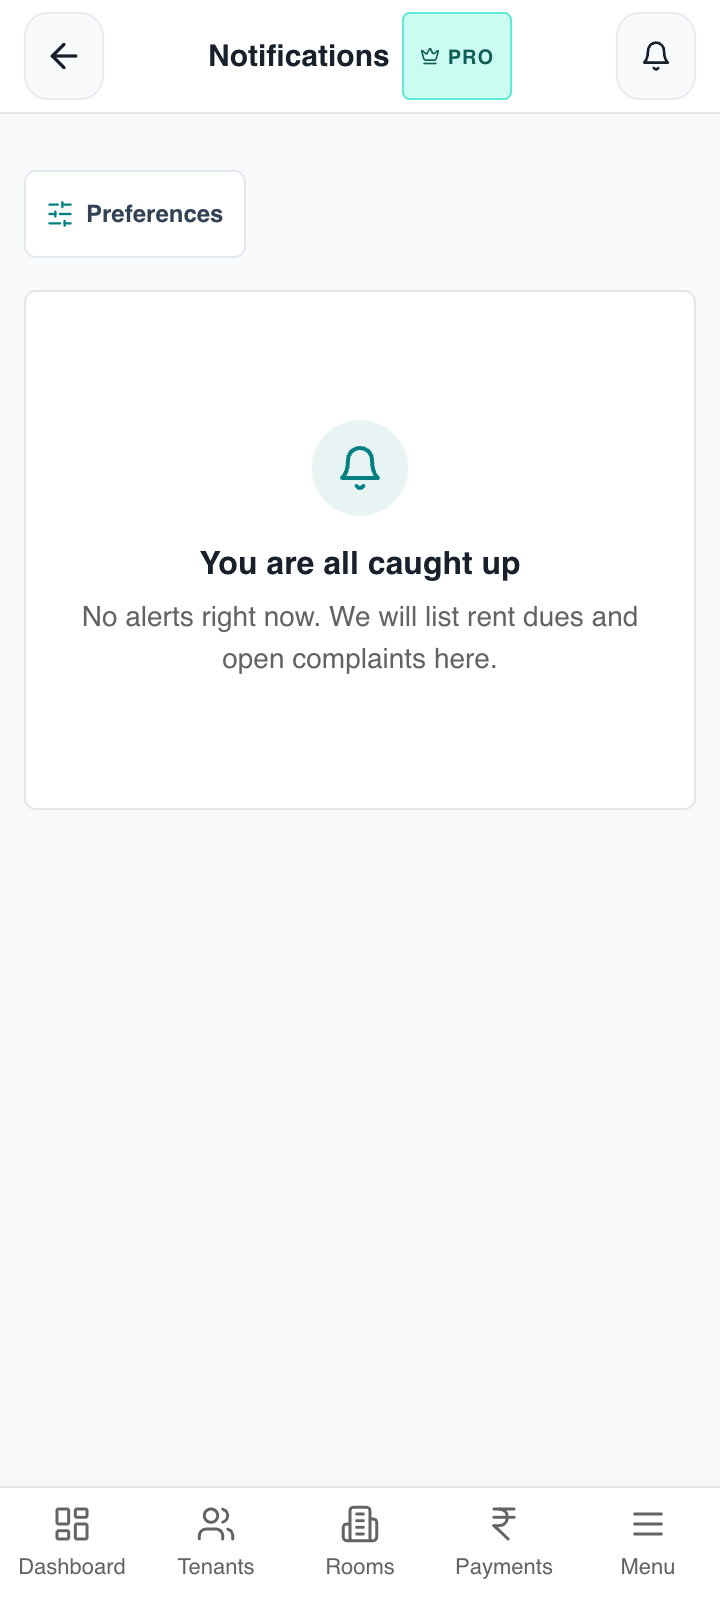 Notifications
PRO
Preferences
You are all caught up
No alerts right now. We will list rent dues and
open complaints here.
Dashboard
Tenants
Rooms
Payments
Menu